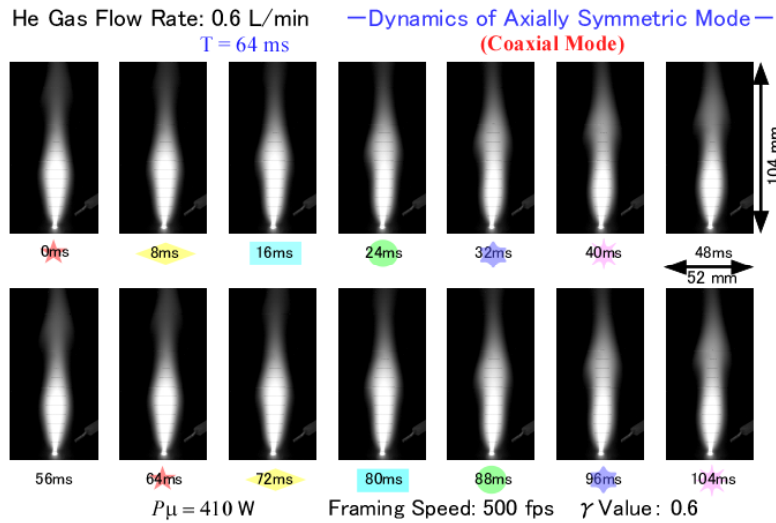 He Gas Flow Rate: 0.6 L/min —Dynamics of Axially Symmetric Mode—
T = 64 ms (Coaxial Mode)
104 mm
0ms 8ms 16ms 24ms 32ms 40ms 48ms
52 mm
56ms 64ms 72ms 80ms 88ms 96ms 104ms
Pμ = 410 W Framing Speed: 500 fps γ Value: 0.6